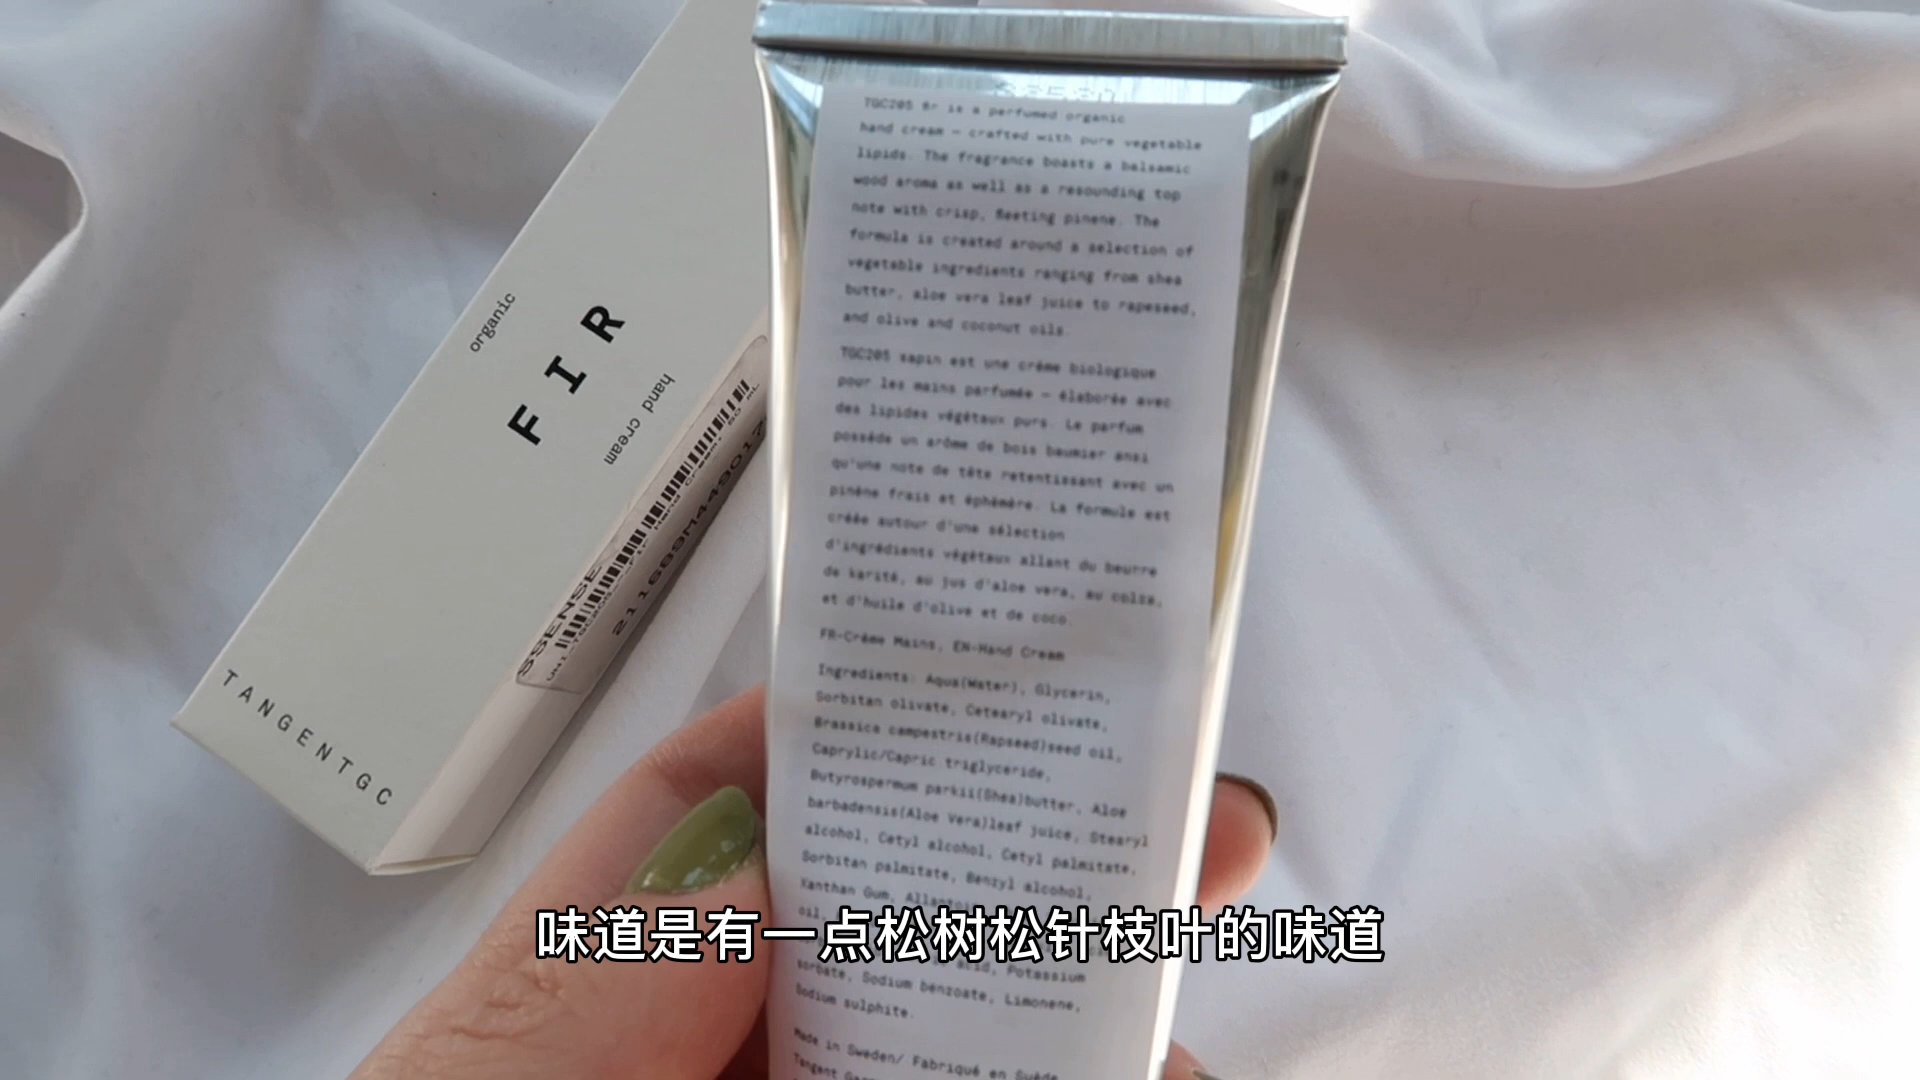 organic
FIR
hand cream
TANGENTGC
SSENSE
211689M449017
TGC205 fir is a perfumed organic
hand cream — crafted with pure vegetable
lipids. The fragrance boasts a balsamic
wood aroma as well as a resounding top
note with crisp, fleeting pinene. The
formula is created around a selection of
vegetable ingredients ranging from shea
butter, aloe vera leaf juice to rapeseed,
and olive and coconut oils.
TGC205 sapin est une crème biologique
pour les mains parfumée — élaborée avec
des lipides végétaux purs. Le parfum
possède un arôme de bois baumier ansi
qu'une note de tête retentissant avec un
pinène frais et éphémère. La formule est
créée autour d'une sélection
d'ingrédients végétaux allant du beurre
de karité, au jus d'aloe vera, au colza,
et d'huile d'olive et de coco.
FR-Crème Mains, EN-Hand Cream
Ingredients: Aqua(Water), Glycerin,
Sorbitan olivate, Cetearyl olivate,
Brassica campestris(Rapseed)seed oil,
Caprylic/Capric triglyceride,
Butyrospermum parkii(Shea)butter, Aloe
barbadensis(Aloe Vera)leaf juice, Stearyl
alcohol, Cetyl alcohol, Cetyl palmitate,
Sorbitan palmitate, Benzyl alcohol,
Xanthan Gum,
oil,
味道是有一点松树松针枝叶的味道
acid, Potassium
sorbate, Sodium benzoate, Limonene,
Sodium sulphite.
Made in Sweden/ Fabriqué en Suède
Tangent